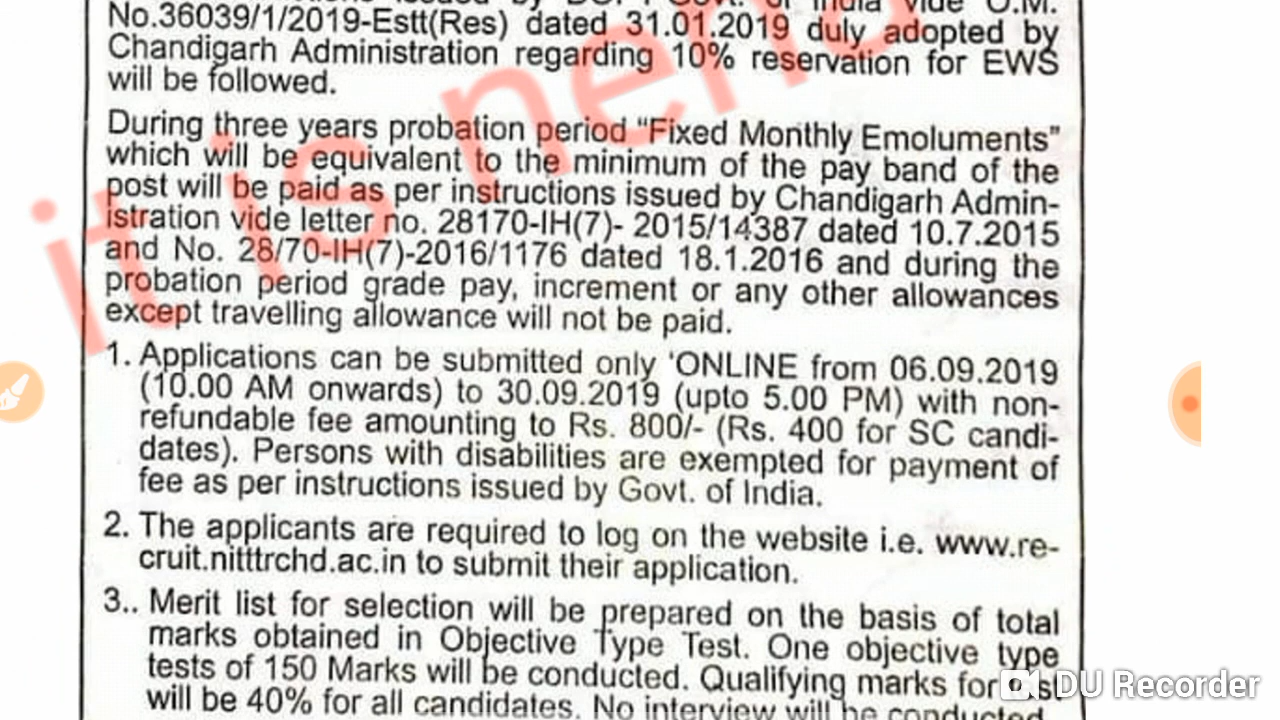 India vide O.M.
No.36039/1/2019-Estt(Res) dated 31.01.2019 duly adopted by
Chandigarh Administration regarding 10% reservation for EWS
will be followed.
During three years probation period “Fixed Monthly Emoluments”
which will be equivalent to the minimum of the pay band of the
post will be paid as per instructions issued by Chandigarh Admin-
istration vide letter no. 28170-IH(7)- 2015/14387 dated 10.7.2015
and No. 28/70-IH(7)-2016/1176 dated 18.1.2016 and during the
probation period grade pay, increment or any other allowances
except travelling allowance will not be paid.
1. Applications can be submitted only 'ONLINE from 06.09.2019
(10.00 AM onwards) to 30.09.2019 (upto 5.00 PM) with non-
refundable fee amounting to Rs. 800/- (Rs. 400 for SC candi-
dates). Persons with disabilities are exempted for payment of
fee as per instructions issued by Govt. of India.
2. The applicants are required to log on the website i.e. www.re-
cruit.nitttrchd.ac.in to submit their application.
3.. Merit list for selection will be prepared on the basis of total
marks obtained in Objective Type Test. One objective type
tests of 150 Marks will be conducted. Qualifying marks for
will be 40% for all candidates. No interview will be conducted
it is
DU Recorder